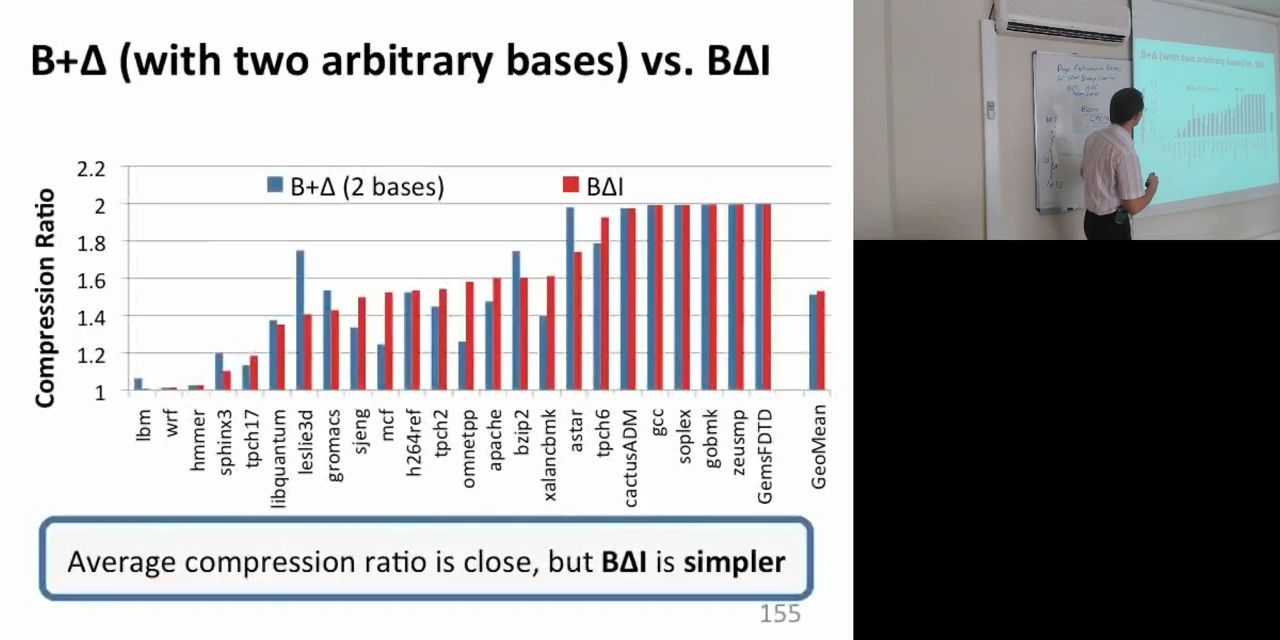 B+Δ (with two arbitrary bases) vs. BΔI
Compression Ratio
2.2
2
1.8
1.6
1.4
1.2
1
B+Δ (2 bases)
BΔI
lbm
wrf
hmmer
sphinx3
tpch17
libquantum
leslie3d
gromacs
sjeng
mcf
h264ref
tpch2
omnetpp
apache
bzip2
xalancbmk
astar
tpch6
cactusADM
gcc
soplex
gobmk
zeusmp
GemsFDTD
GeoMean
Average compression ratio is close, but BΔI is simpler
155
B+Δ (with two arbitrary bases) vs. BΔI